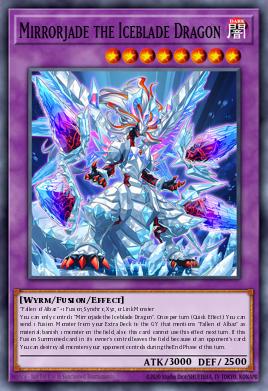 Mirrorjade the Iceblade Dragon
DARK
闇
[Wyrm/Fusion/Effect]
"Fallen of Albaz" + 1 Fusion, Synchro, Xyz, or Link Monster
You can only control 1 "Mirrorjade the Iceblade Dragon". Once per turn (Quick Effect): You can
send 1 Fusion Monster from your Extra Deck to the GY that mentions "Fallen of Albaz" as
material; banish 1 monster on the field, also this card cannot use this effect next turn. If this
Fusion Summoned card in its owner's control leaves the field because of an opponent's card:
You can destroy all monsters your opponent controls during the End Phase of this turn.
ATK/3000 DEF/2500